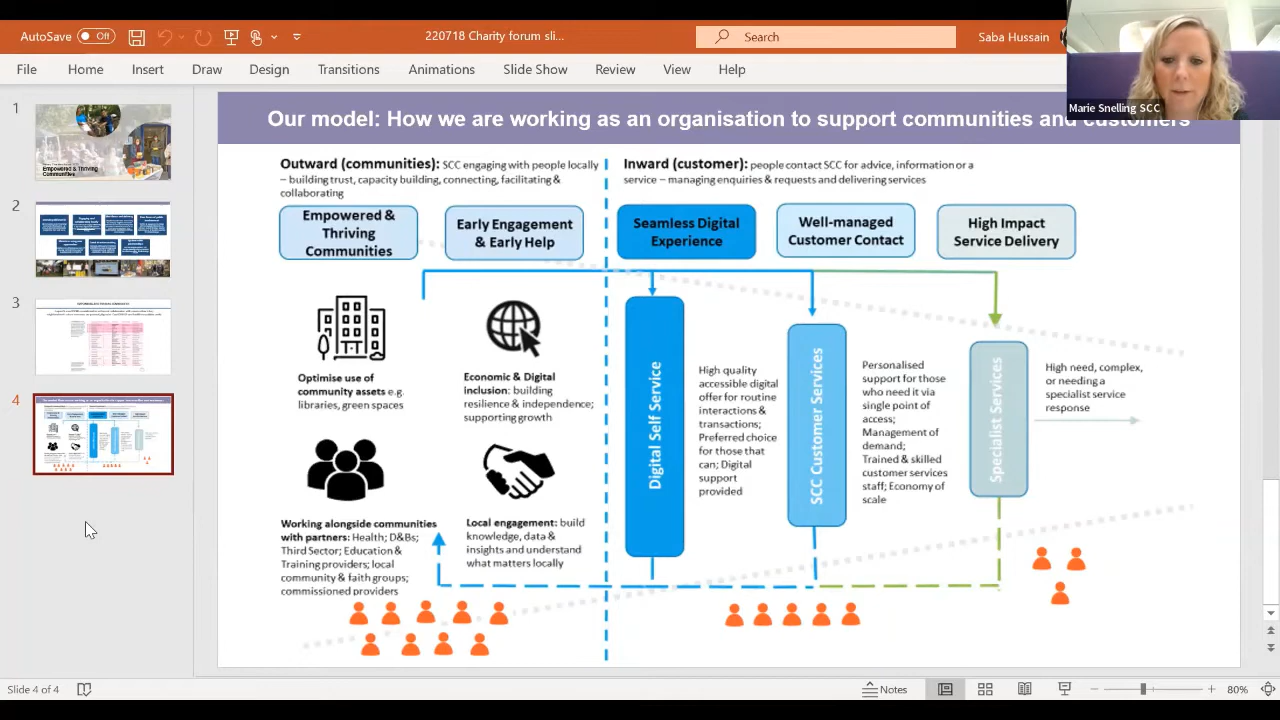 AutoSave Off
220718 Charity forum sli...
Search
Saba Hussain
File Home Insert Draw Design Transitions Animations Slide Show Review View Help
Marie Snelling SCC
1
Empowered & Thriving
Communities
2
3
4
Our model: How we are working as an organisation to support communities and customers
Outward (communities): SCC engaging with people locally
– building trust, capacity building, connecting, facilitating &
collaborating
Inward (customer): people contact SCC for advice, information or a
service – managing enquiries & requests and delivering services
Empowered &
Thriving
Communities
Early Engagement
& Early Help
Seamless Digital
Experience
Well-managed
Customer Contact
High Impact
Service Delivery
Optimise use of
community assets e.g.
libraries, green spaces
Economic & Digital
inclusion: building
resilience & independence;
supporting growth
Working alongside communities
with partners: Health; D&Bs;
Third Sector; Education &
Training providers; local
community & faith groups;
commissioned providers
Local engagement: build
knowledge, data &
insights and understand
what matters locally
Digital Self Service
High quality
accessible digital
offer for routine
interactions &
transactions;
Preferred choice
for those that
can; Digital
support
provided
SCC Customer Services
Personalised
support for those
who need it via
single point of
access;
Management of
demand;
Trained & skilled
customer services
staff; Economy of
scale
Specialist Services
High need, complex,
or needing a
specialist service
response
Slide 4 of 4
Notes
80%